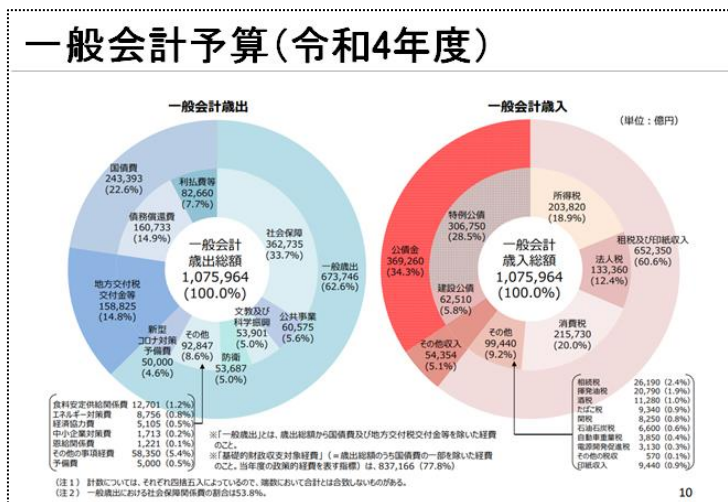 一般会計予算(令和4年度)
一般会計歳出
国債費
243,393
(22.6%)
利払費等
82,660
(7.7%)
債務償還費
160,733
(14.9%)
社会保障
362,735
(33.7%)
一般歳出
673,746
(62.6%)
一般会計
歳出総額
1,075,964
(100.0%)
地方交付税
交付金等
158,825
(14.8%)
新型
コロナ対策
予備費
50,000
(4.6%)
その他
92,847
(8.6%)
文教及び
科学振興
53,901
(5.0%)
公共事業
60,575
(5.6%)
防衛
53,687
(5.0%)
食料安定供給関係費 12,701 (1.2%)
エネルギー対策費 8,756 (0.8%)
経済協力費 5,105 (0.5%)
中小企業対策費 1,713 (0.2%)
恩給関係費 1,221 (0.1%)
その他の事項経費 58,350 (5.4%)
予備費 5,000 (0.5%)
一般会計歳入
(単位:億円)
特例公債
306,750
(28.5%)
所得税
203,820
(18.9%)
租税及び印紙収入
652,350
(60.6%)
公債金
369,260
(34.3%)
一般会計
歳入総額
1,075,964
(100.0%)
法人税
133,360
(12.4%)
建設公債
62,510
(5.8%)
消費税
215,730
(20.0%)
その他
99,440
(9.2%)
その他収入
54,354
(5.1%)
相続税 26,190 (2.4%)
揮発油税 20,790 (1.9%)
酒税 11,280 (1.0%)
たばこ税 9,340 (0.9%)
関税 8,250 (0.8%)
石油石炭税 6,600 (0.6%)
自動車重量税 3,850 (0.4%)
電源開発促進税 3,130 (0.3%)
その他の税収 570 (0.1%)
印紙収入 9,440 (0.9%)
※「一般歳出」とは、歳出総額から国債費及び地方交付税交付金等を除いた経費
のこと。
※「基礎的財政収支対象経費」(=歳出総額のうち国債費の一部を除いた経費
のこと。当年度の政策的経費を表す指標)は、837,166 (77.8%)
(注1) 計数については、それぞれ四捨五入によっているので、端数において合計とは合致しないものがある。
(注2) 一般歳出における社会保障関係費の割合は53.8%。
10